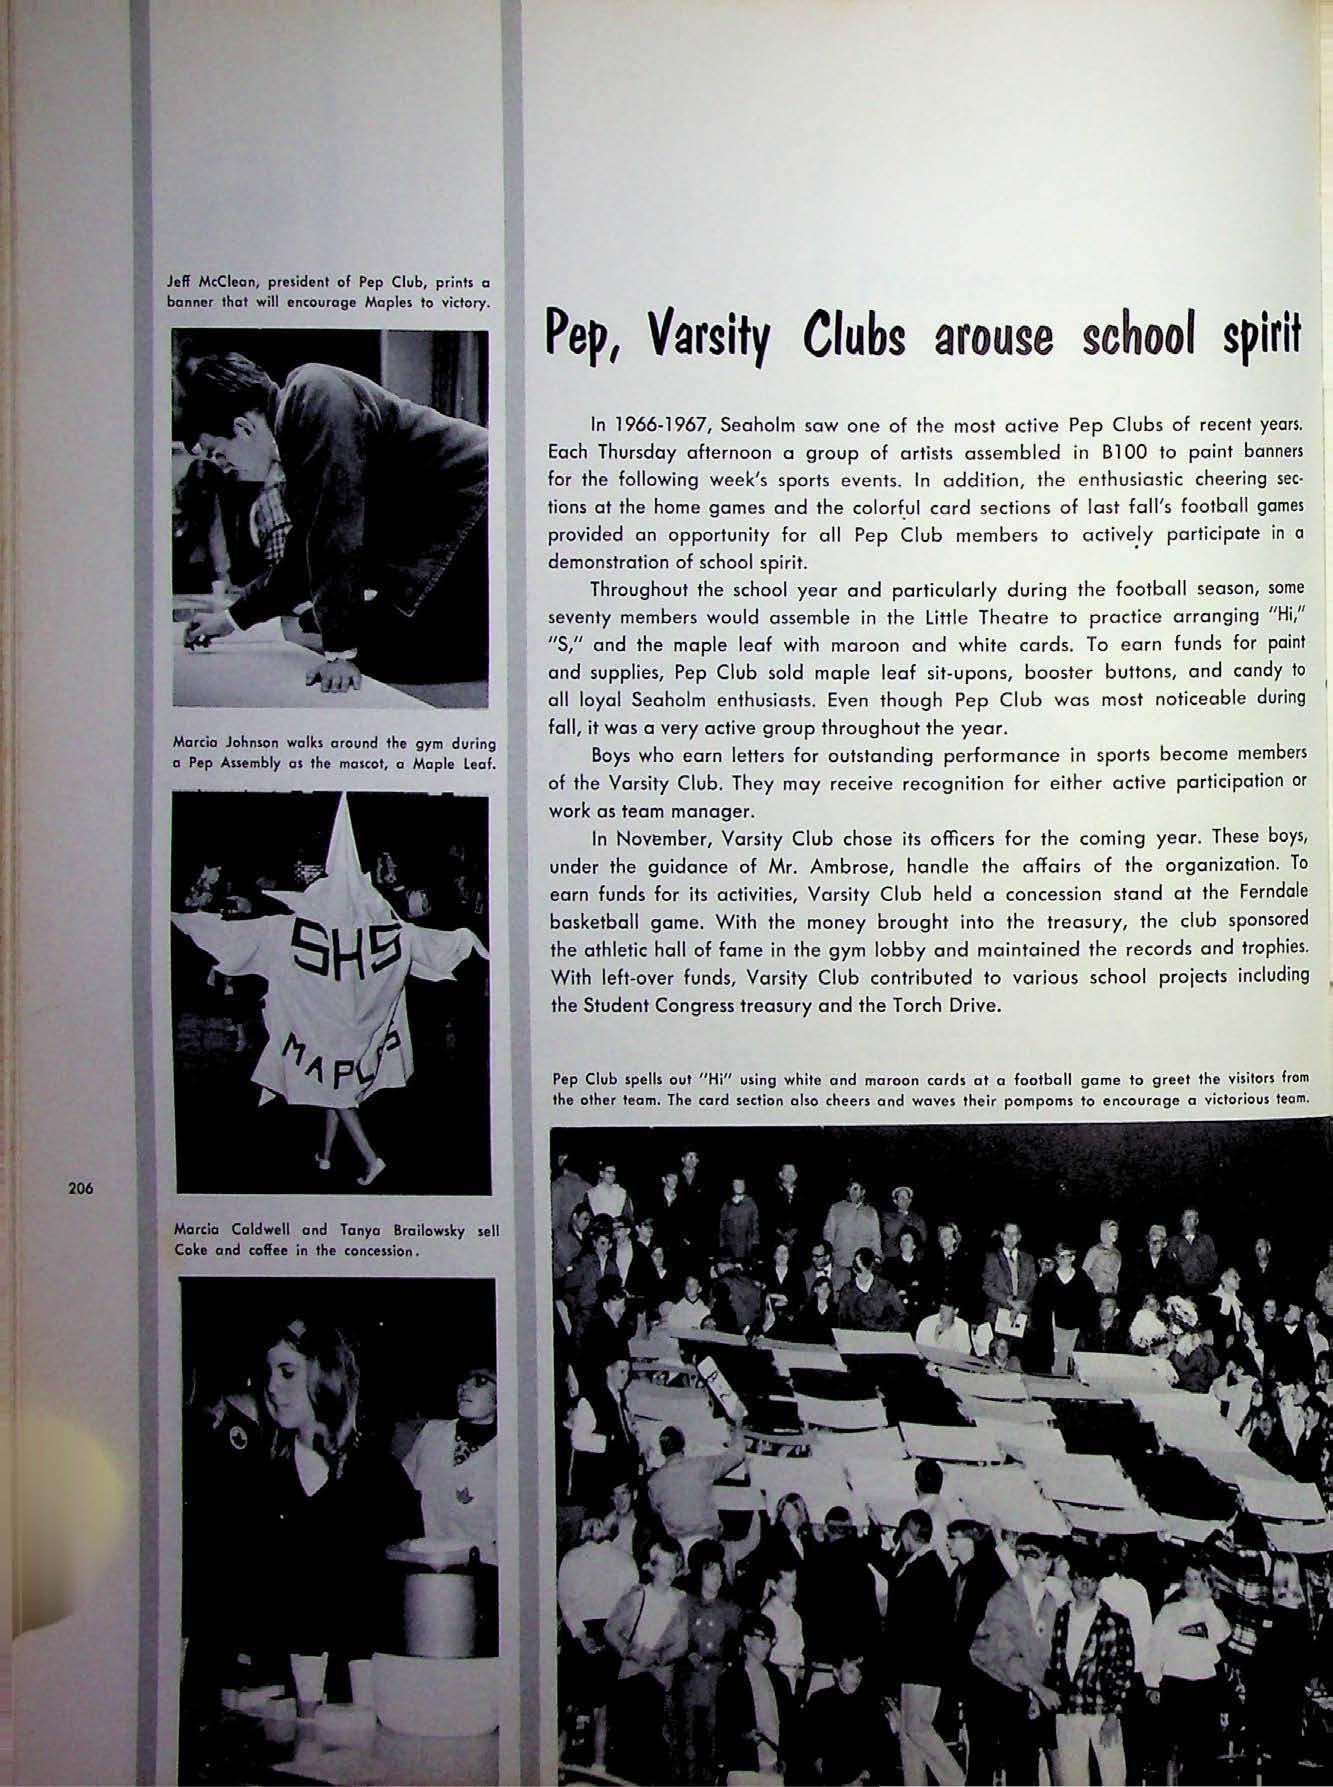 Jeff McClean, president of Pep Club, prints a
banner that will encourage Maples to victory.
Marcia Johnson walks around the gym during
a Pep Assembly as the mascot, a Maple Leaf.
SHS
MAPLES
206
Marcia Caldwell and Tanya Brailowsky sell
Coke and coffee in the concession.
Pep, Varsity Clubs arouse school spirit
In 1966-1967, Seaholm saw one of the most active Pep Clubs of recent years.
Each Thursday afternoon a group of artists assembled in B100 to paint banners
for the following week's sports events. In addition, the enthusiastic cheering sec-
tions at the home games and the colorful card sections of last fall's football games
provided an opportunity for all Pep Club members to actively participate in a
demonstration of school spirit.
Throughout the school year and particularly during the football season, some
seventy members would assemble in the Little Theatre to practice arranging "Hi,"
"S," and the maple leaf with maroon and white cards. To earn funds for paint
and supplies, Pep Club sold maple leaf sit-upons, booster buttons, and candy to
all loyal Seaholm enthusiasts. Even though Pep Club was most noticeable during
fall, it was a very active group throughout the year.
Boys who earn letters for outstanding performance in sports become members
of the Varsity Club. They may receive recognition for either active participation or
work as team manager.
In November, Varsity Club chose its officers for the coming year. These boys,
under the guidance of Mr. Ambrose, handle the affairs of the organization. To
earn funds for its activities, Varsity Club held a concession stand at the Ferndale
basketball game. With the money brought into the treasury, the club sponsored
the athletic hall of fame in the gym lobby and maintained the records and trophies.
With left-over funds, Varsity Club contributed to various school projects including
the Student Congress treasury and the Torch Drive.
Pep Club spells out "Hi" using white and maroon cards at a football game to greet the visitors from
the other team. The card section also cheers and waves their pompoms to encourage a victorious team.